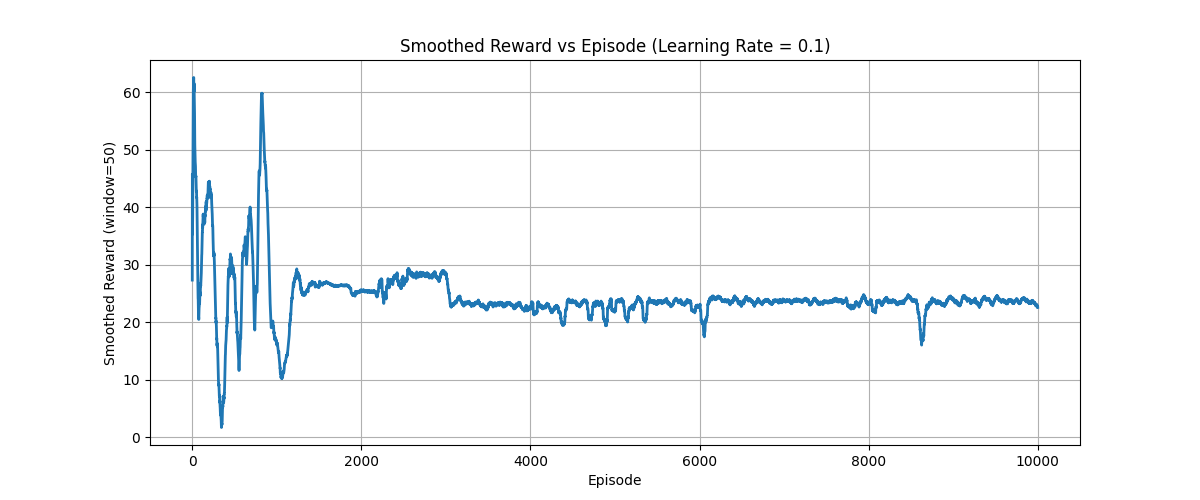 Smoothed Reward vs Episode (Learning Rate = 0.1)
Smoothed Reward (window=50)
60
50
40
30
20
10
0
0 2000 4000 6000 8000 10000
Episode